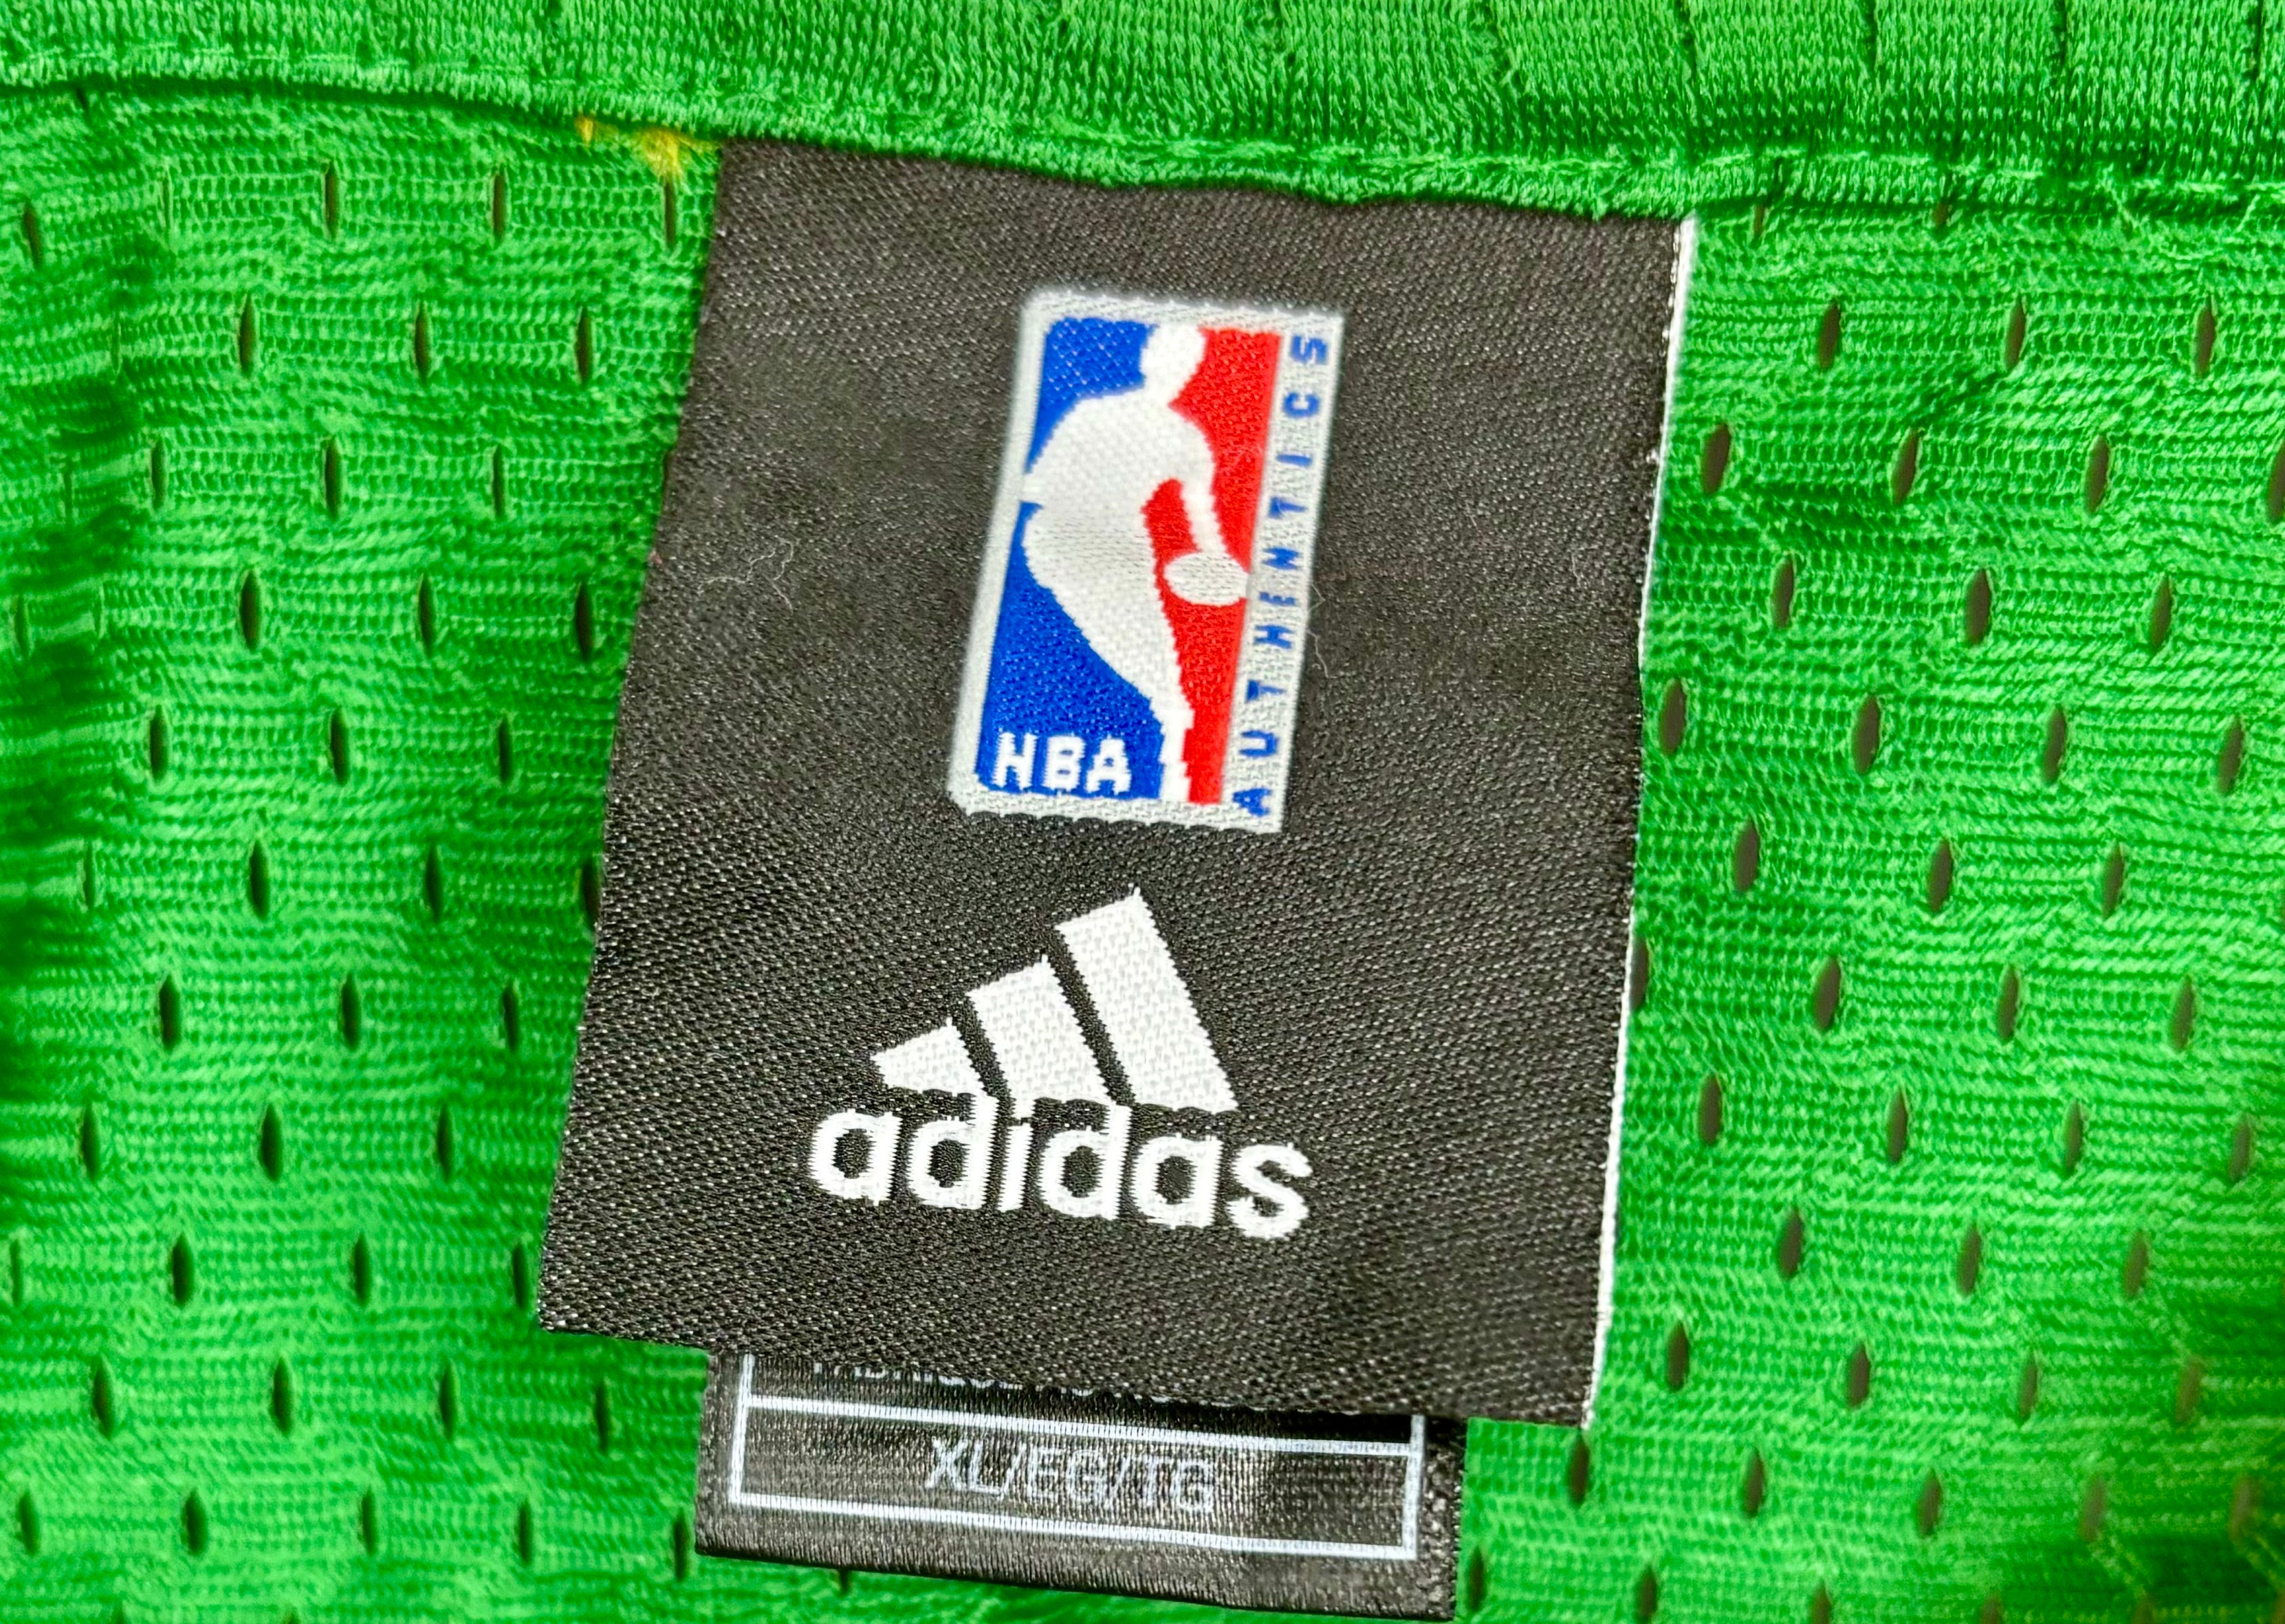 NBA
AUTHENTICS
adidas
XL/EG/TG